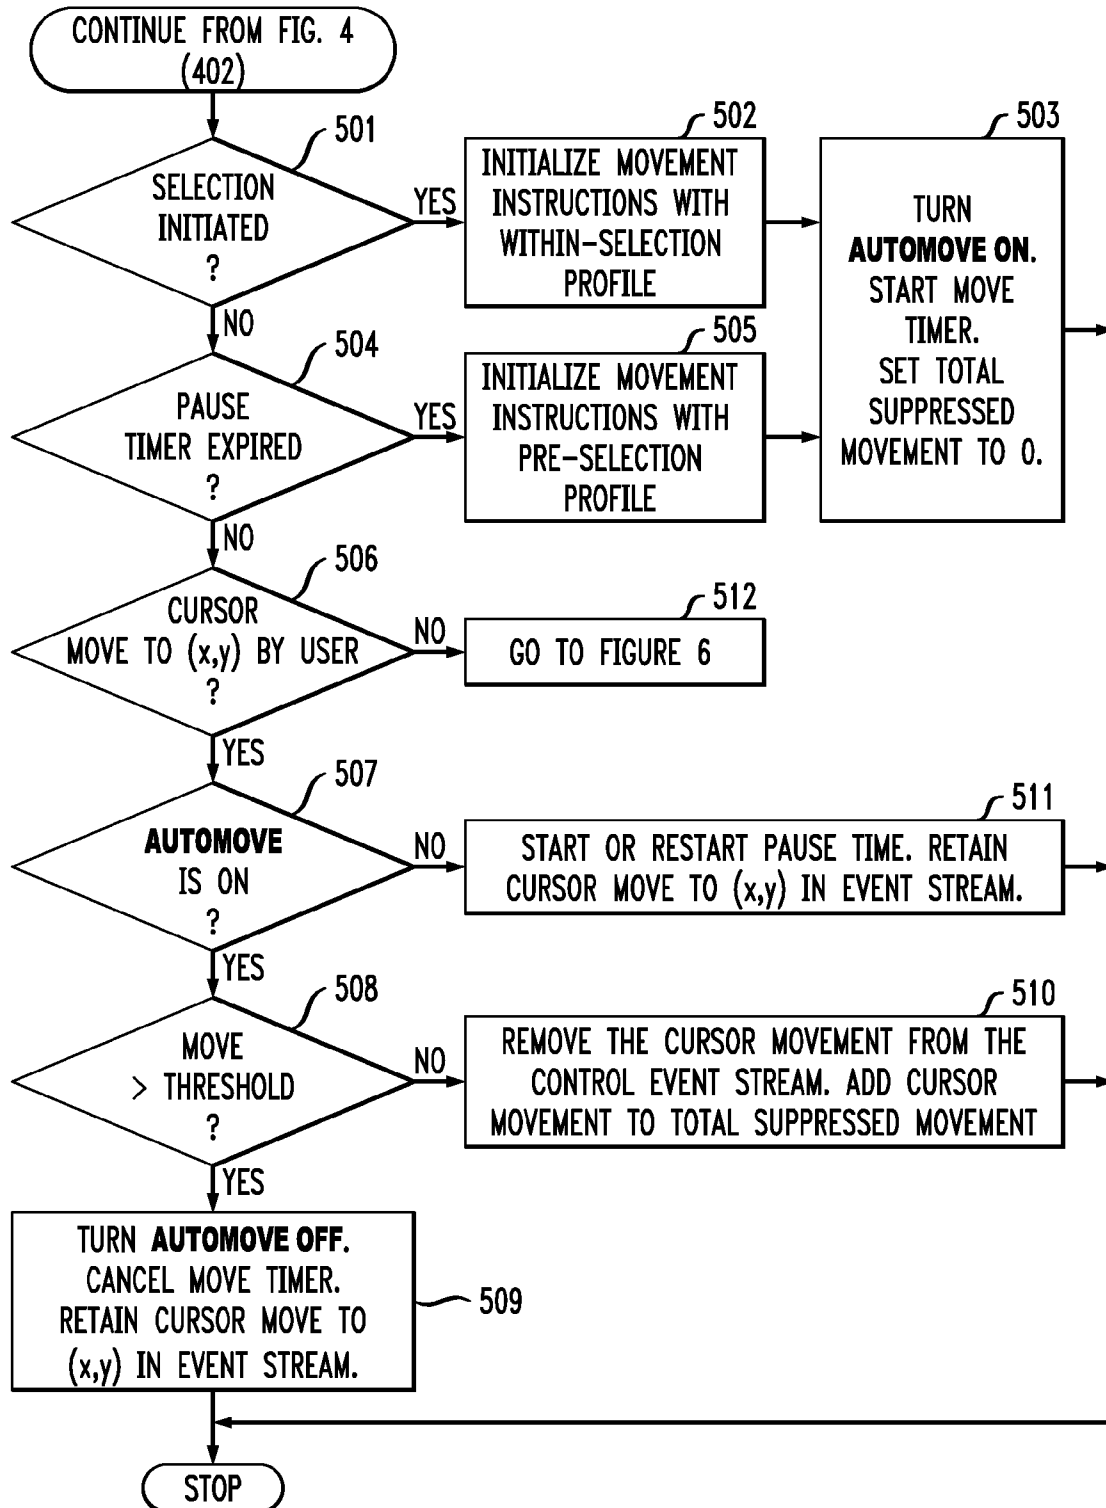 CONTINUE FROM FIG. 4
(402)
501
SELECTION
INITIATED
?
YES
NO
502
INITIALIZE MOVEMENT
INSTRUCTIONS WITH
WITHIN-SELECTION
PROFILE
503
TURN
AUTOMOVE ON.
START MOVE
TIMER.
SET TOTAL
SUPPRESSED
MOVEMENT TO 0.
504
PAUSE
TIMER EXPIRED
?
YES
NO
505
INITIALIZE MOVEMENT
INSTRUCTIONS WITH
PRE-SELECTION
PROFILE
506
CURSOR
MOVE TO (x,y) BY USER
?
NO
YES
512
GO TO FIGURE 6
507
AUTOMOVE
IS ON
?
NO
YES
511
START OR RESTART PAUSE TIME. RETAIN
CURSOR MOVE TO (x,y) IN EVENT STREAM.
508
MOVE
> THRESHOLD
?
NO
YES
510
REMOVE THE CURSOR MOVEMENT FROM THE
CONTROL EVENT STREAM. ADD CURSOR
MOVEMENT TO TOTAL SUPPRESSED MOVEMENT
TURN AUTOMOVE OFF.
CANCEL MOVE TIMER.
RETAIN CURSOR MOVE TO
(x,y) IN EVENT STREAM.
509
STOP